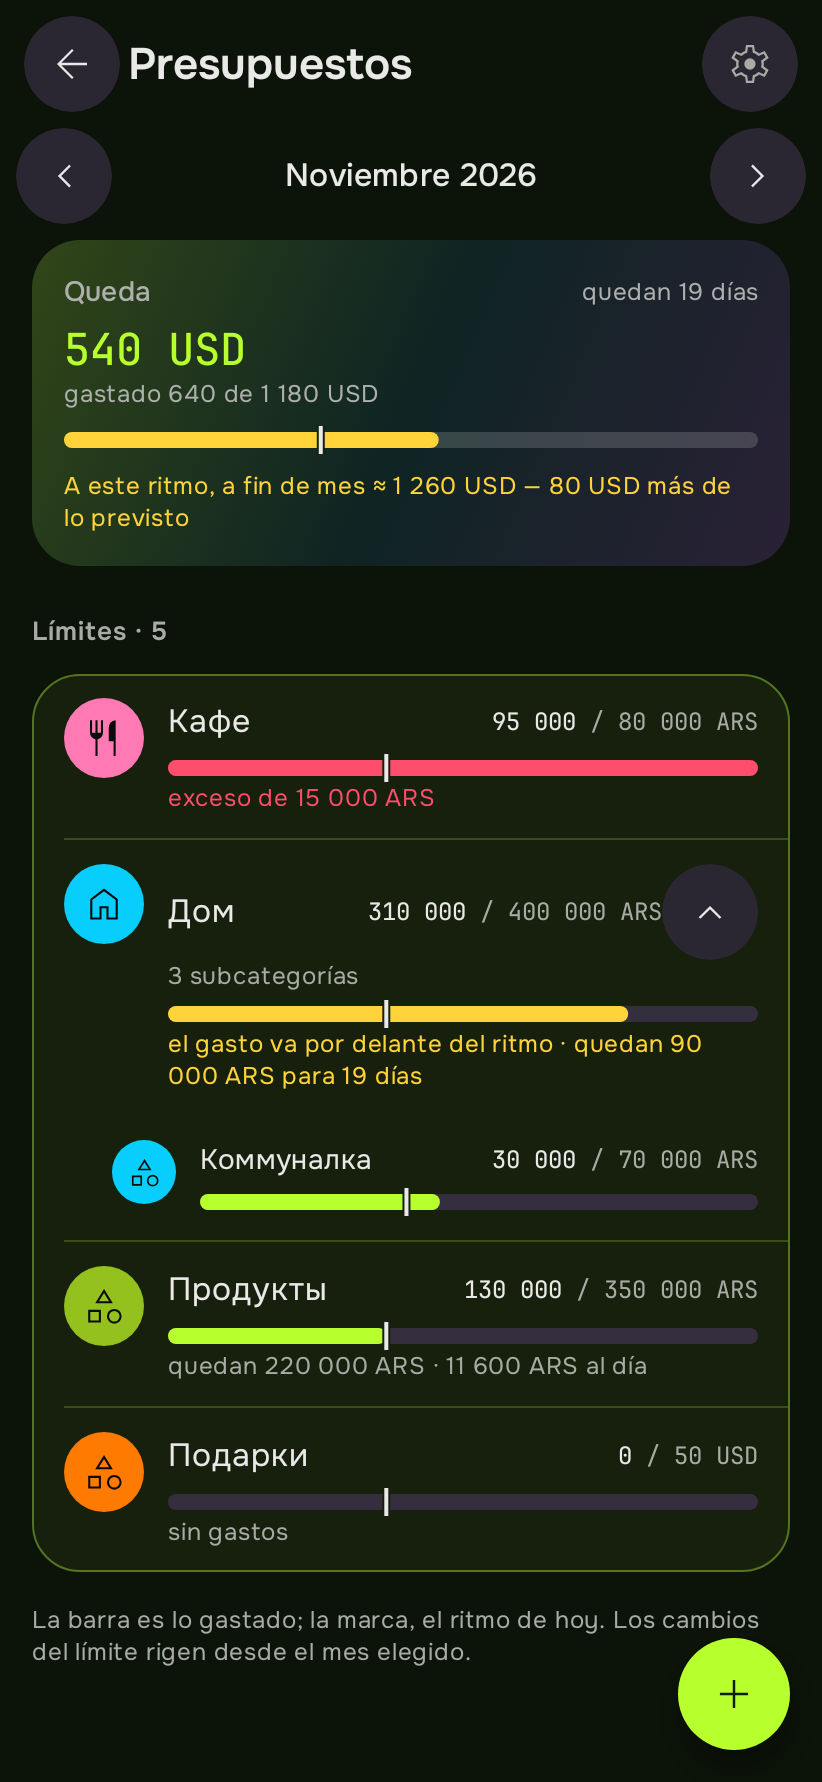 Presupuestos
Noviembre 2026
Queda
quedan 19 días
540 USD
gastado 640 de 1 180 USD
A este ritmo, a fin de mes ≈ 1 260 USD — 80 USD más de
lo previsto
Límites · 5
Кафе
95 000 / 80 000 ARS
exceso de 15 000 ARS
Дом
310 000 / 400 000 ARS
3 subcategorías
el gasto va por delante del ritmo · quedan 90
000 ARS para 19 días
Коммуналка
30 000 / 70 000 ARS
Продукты
130 000 / 350 000 ARS
quedan 220 000 ARS · 11 600 ARS al día
Подарки
0 / 50 USD
sin gastos
La barra es lo gastado; la marca, el ritmo de hoy. Los cambios
del límite rigen desde el mes elegido.